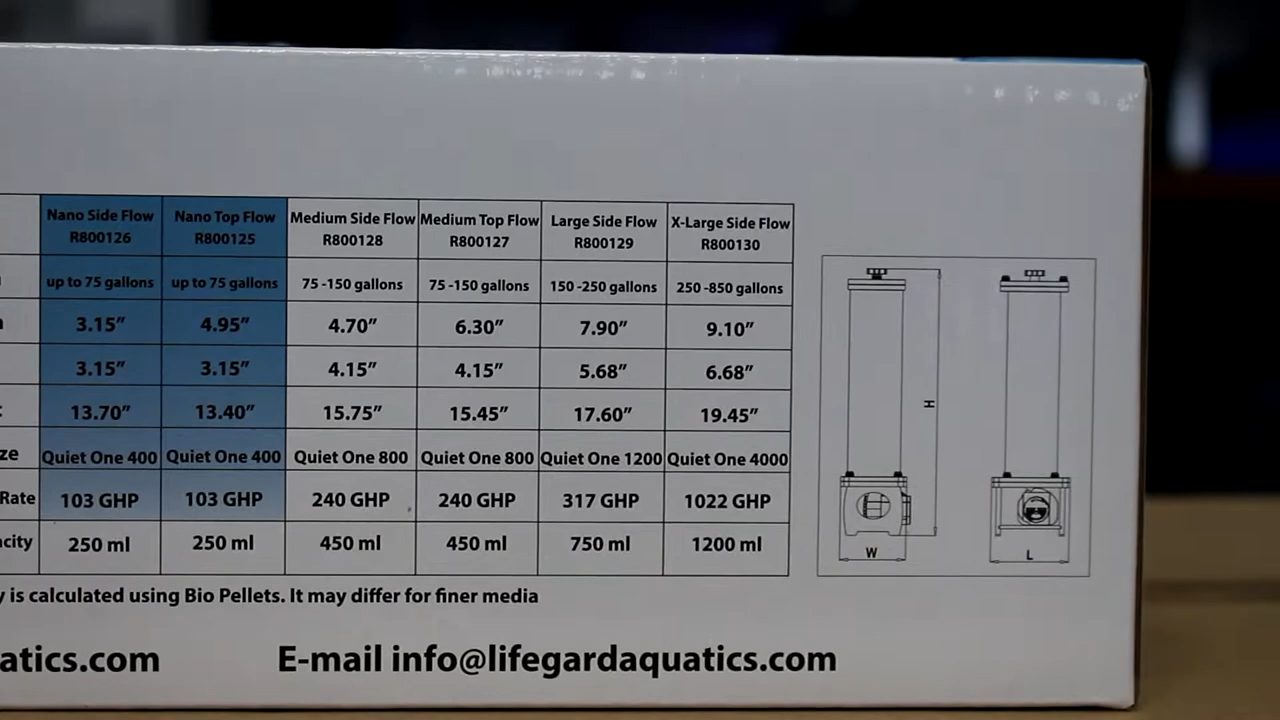 Nano Side Flow Nano Top Flow Medium Side Flow Medium Top Flow Large Side Flow X-Large Side Flow
R800126 R800125 R800128 R800127 R800129 R800130
up to 75 gallons up to 75 gallons 75 -150 gallons 75 -150 gallons 150 -250 gallons 250 -850 gallons
3.15” 4.95” 4.70” 6.30” 7.90” 9.10”
3.15” 3.15” 4.15” 4.15” 5.68” 6.68”
13.70” 13.40” 15.75” 15.45” 17.60” 19.45”
ze Quiet One 400 Quiet One 400 Quiet One 800 Quiet One 800 Quiet One 1200 Quiet One 4000
Rate 103 GHP 103 GHP 240 GHP 240 GHP 317 GHP 1022 GHP
acity 250 ml 250 ml 450 ml 450 ml 750 ml 1200 ml
H
W L
y is calculated using Bio Pellets. It may differ for finer media
atics.com E-mail info@lifegardaquatics.com